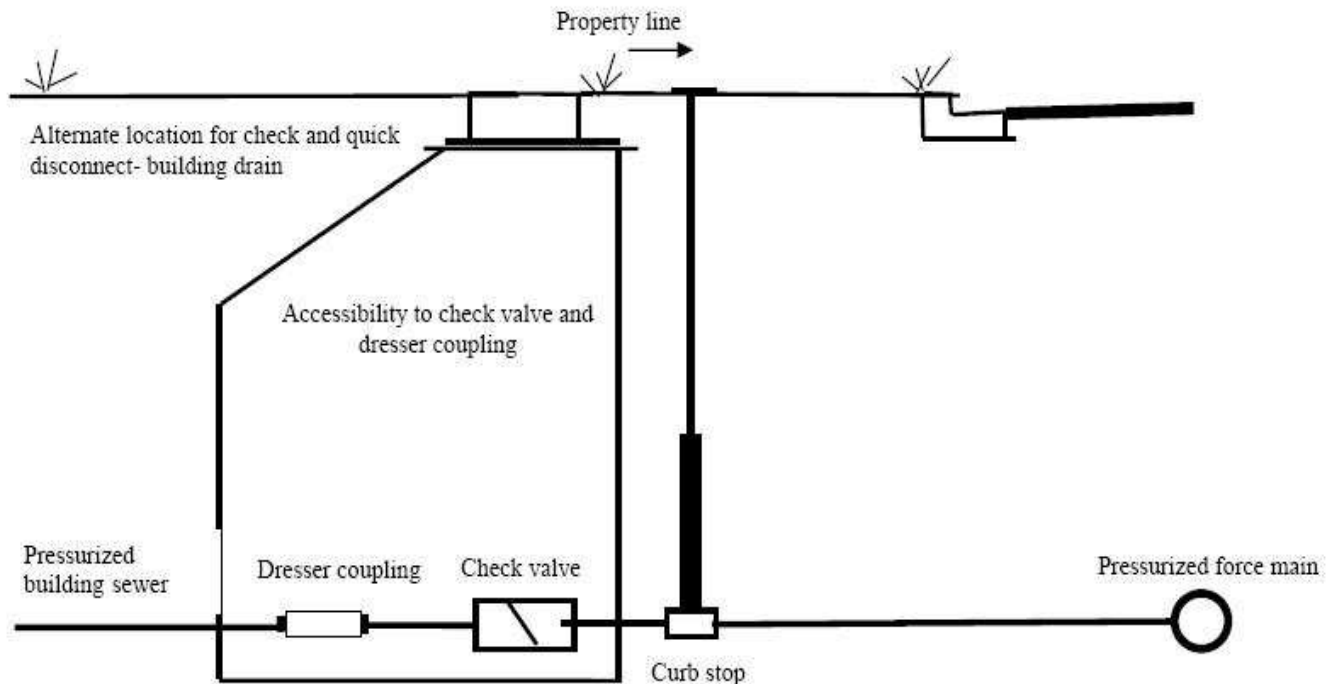 Property line
Alternate location for check and quick
disconnect- building drain
Accessibility to check valve and
dresser coupling
Pressurized
building sewer
Dresser coupling
Check valve
Pressurized force main
Curb stop